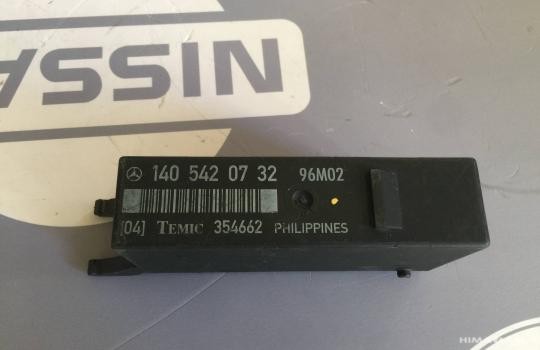 NISSAN
140 542 07 32 96M02
[04] TEMIC 354662 PHILIPPINES